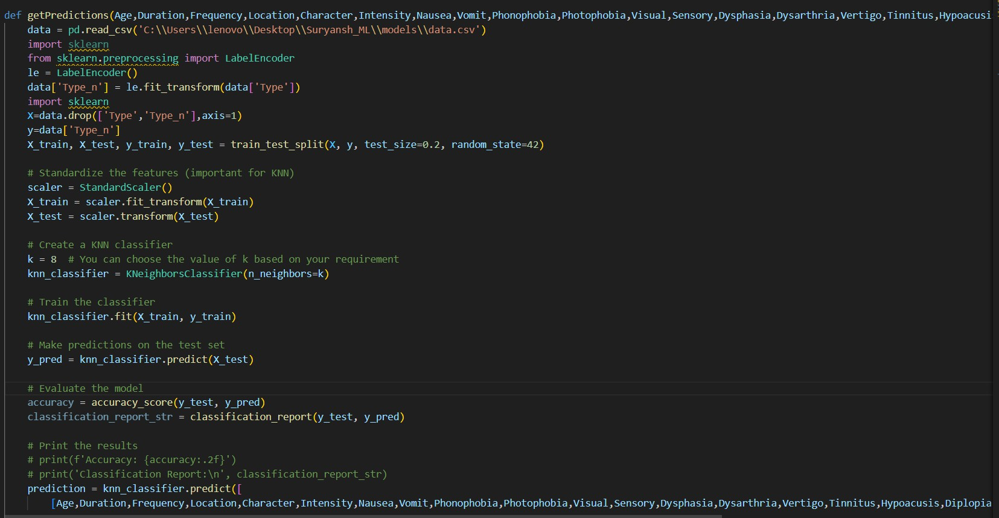 def getPredictions(Age,Duration,Frequency,Location,Character,Intensity,Nausea,Vomit,Phonophobia,Photophobia,Visual,Sensory,Dysphasia,Dysarthria,Vertigo,Tinnitus,Hypoacusi
data = pd.read_csv('C:\\Users\\lenovo\\Desktop\\Suryansh_ML\\models\\data.csv')
import sklearn
from sklearn.preprocessing import LabelEncoder
le = LabelEncoder()
data['Type_n'] = le.fit_transform(data['Type'])
import sklearn
X=data.drop(['Type','Type_n'],axis=1)
y=data['Type_n']
X_train, X_test, y_train, y_test = train_test_split(X, y, test_size=0.2, random_state=42)
# Standardize the features (important for KNN)
scaler = StandardScaler()
X_train = scaler.fit_transform(X_train)
X_test = scaler.transform(X_test)
# Create a KNN classifier
k = 8  # You can choose the value of k based on your requirement
knn_classifier = KNeighborsClassifier(n_neighbors=k)
# Train the classifier
knn_classifier.fit(X_train, y_train)
# Make predictions on the test set
y_pred = knn_classifier.predict(X_test)
# Evaluate the model
accuracy = accuracy_score(y_test, y_pred)
classification_report_str = classification_report(y_test, y_pred)
# Print the results
# print(f'Accuracy: {accuracy:.2f}')
# print('Classification Report:\n', classification_report_str)
prediction = knn_classifier.predict([
[Age,Duration,Frequency,Location,Character,Intensity,Nausea,Vomit,Phonophobia,Photophobia,Visual,Sensory,Dysphasia,Dysarthria,Vertigo,Tinnitus,Hypoacusis,Diplopia